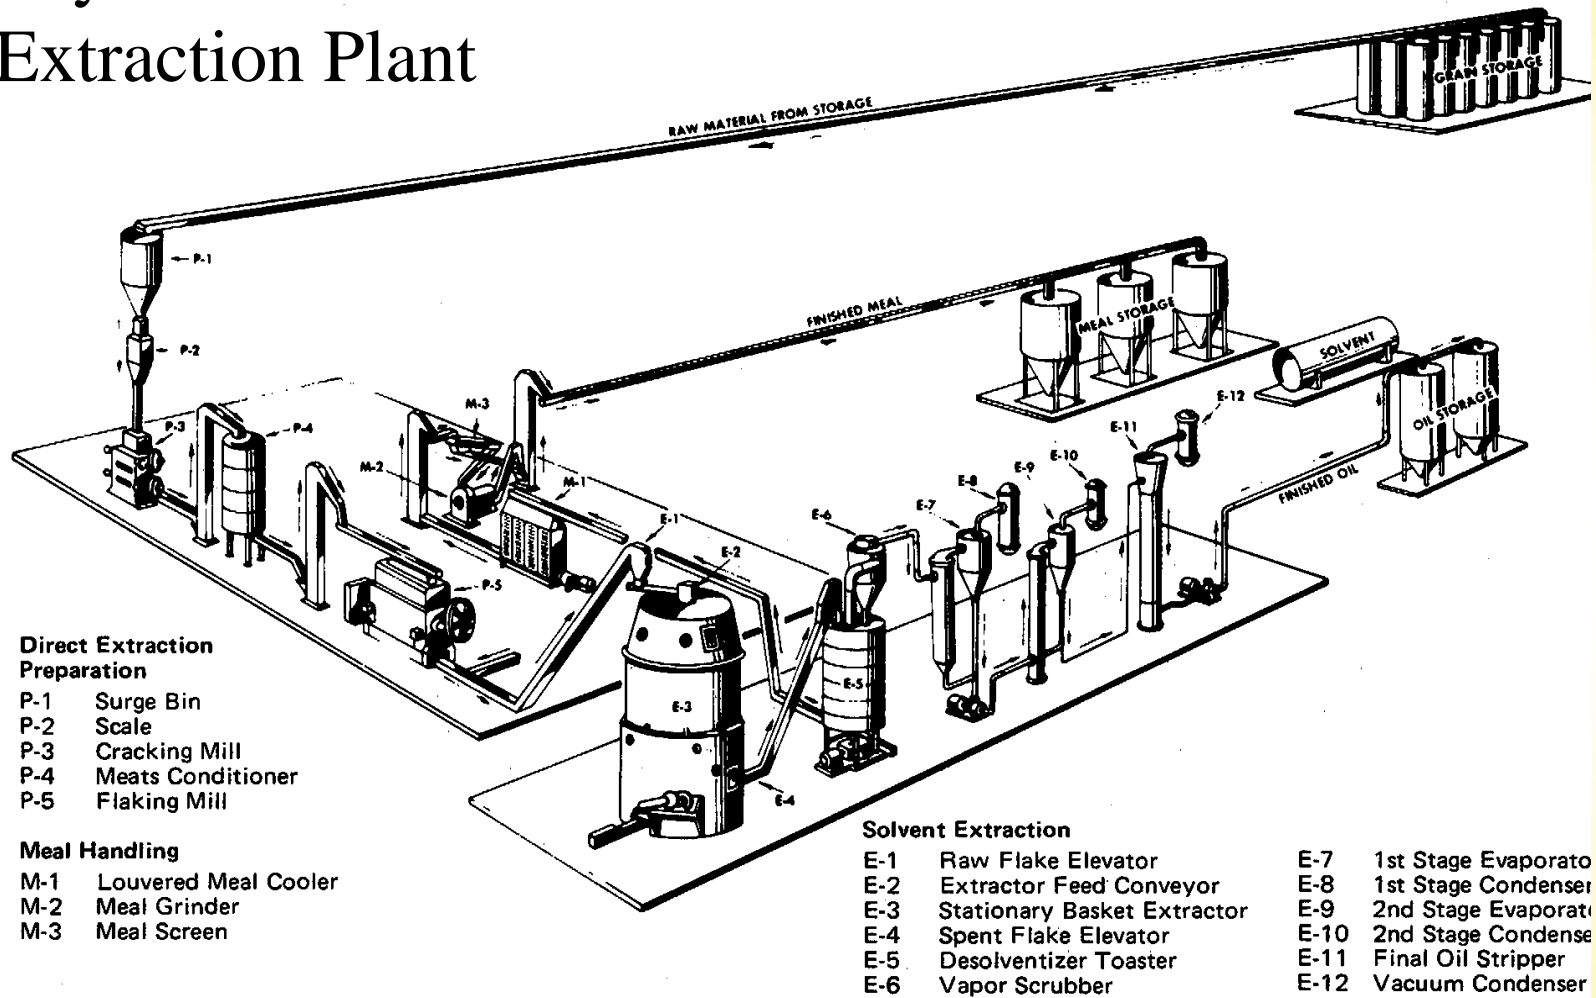 Extraction Plant
GRAIN STORAGE
RAW MATERIAL FROM STORAGE
P-1
FINISHED MEAL
MEAL STORAGE
SOLVENT
P-2
OIL STORAGE
E-12
M-3
P-3
P-4
E-11
M-2
M-1
E-10
E-9
E-8
FINISHED OIL
E-7
E-6
E-1
E-2
P-5
E-5
E-3
E-4
Direct Extraction
Preparation
P-1 Surge Bin
P-2 Scale
P-3 Cracking Mill
P-4 Meats Conditioner
P-5 Flaking Mill
Meal Handling
M-1 Louvered Meal Cooler
M-2 Meal Grinder
M-3 Meal Screen
Solvent Extraction
E-1 Raw Flake Elevator
E-2 Extractor Feed Conveyor
E-3 Stationary Basket Extractor
E-4 Spent Flake Elevator
E-5 Desolventizer Toaster
E-6 Vapor Scrubber
E-7 1st Stage Evaporato
E-8 1st Stage Condenser
E-9 2nd Stage Evaporat
E-10 2nd Stage Condense
E-11 Final Oil Stripper
E-12 Vacuum Condenser